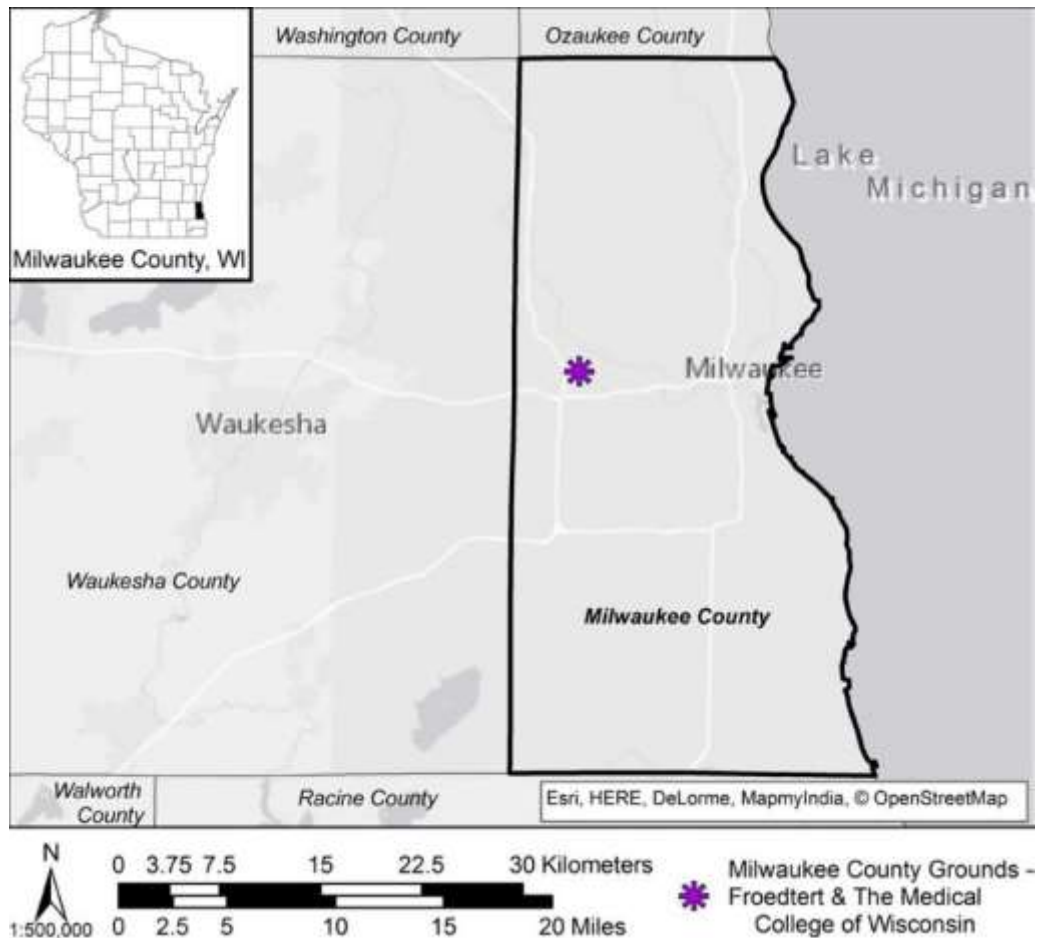 Washington County
Ozaukee County
Lake
Michigan
Milwaukee County, WI
Milwaukee
Waukesha
Waukesha County
Milwaukee County
Walworth
County
Racine County
Esri, HERE, DeLorme, MapmyIndia, © OpenStreetMap
N
1:500,000
0 3.75 7.5 15 22.5 30 Kilometers
0 2.5 5 10 15 20 Miles
Milwaukee County Grounds -
Froedtert & The Medical
College of Wisconsin